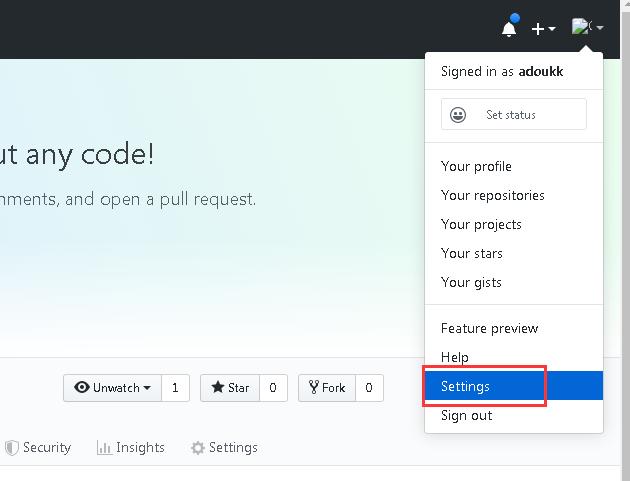 Signed in as adoukk
Set status
ut any code!
nments, and open a pull request.
Your profile
Your repositories
Your projects
Your stars
Your gists
Feature preview
Help
Settings
Sign out
Unwatch 1 Star 0 Fork 0
Security Insights Settings